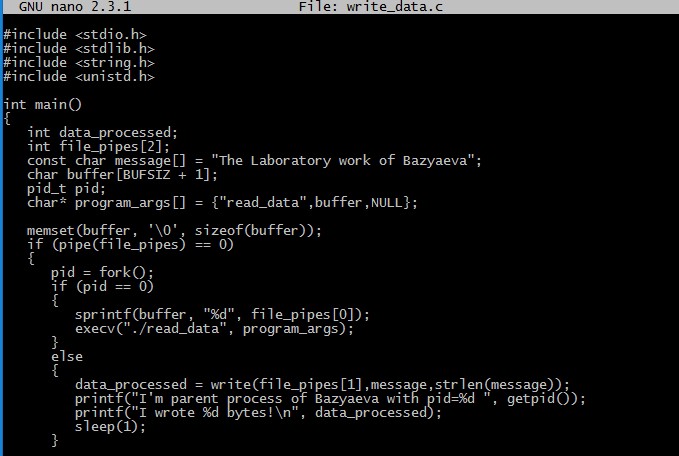 GNU nano 2.3.1 File: write_data.c
#include <stdio.h>
#include <stdlib.h>
#include <string.h>
#include <unistd.h>
int main()
{
int data_processed;
int file_pipes[2];
const char message[] = "The Laboratory work of Bazyaeva";
char buffer[BUFSIZ + 1];
pid_t pid;
char* program_args[] = {"read_data",buffer,NULL};
memset(buffer, '\0', sizeof(buffer));
if (pipe(file_pipes) == 0)
{
pid = fork();
if (pid == 0)
{
sprintf(buffer, "%d", file_pipes[0]);
execv("./read_data", program_args);
}
else
{
data_processed = write(file_pipes[1],message,strlen(message));
printf("I'm parent process of Bazyaeva with pid=%d ", getpid());
printf("I wrote %d bytes!\n", data_processed);
sleep(1);
}